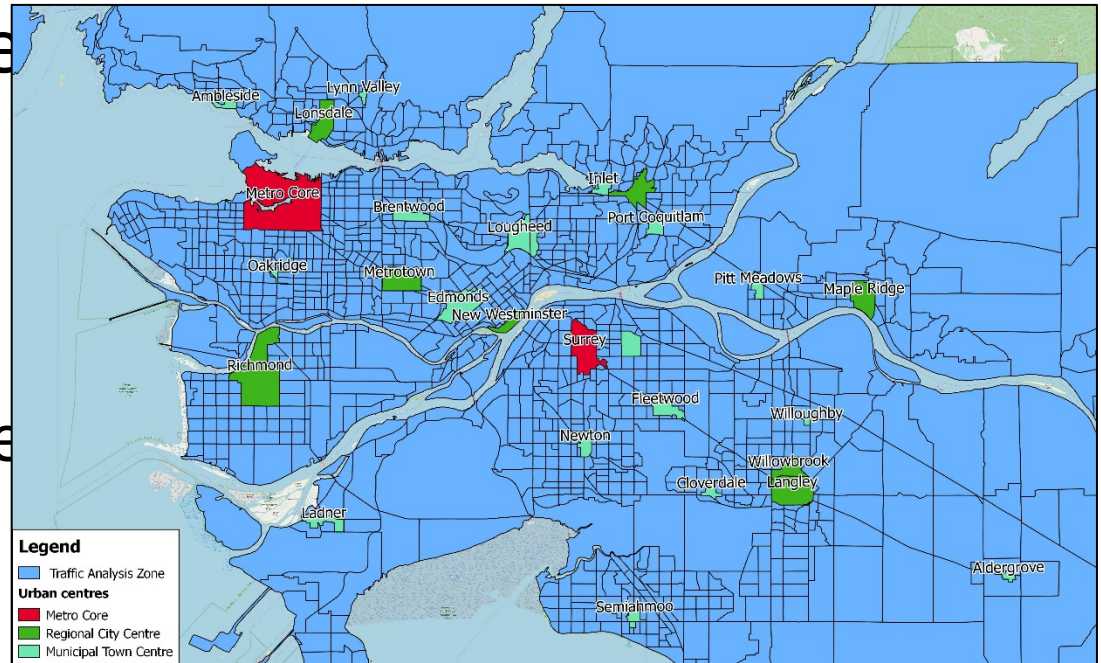 e
e
Lynn Valley
Ambleside
Lonsdale
Metro Core
Inlet
Brentwood
Port Coquitlam
Lougheed
Oakridge
Metrotown
Pitt Meadows
Maple Ridge
Edmonds
New Westminster
Surrey
Richmond
Fleetwood
Willoughby
Newton
Willowbrook
Langley
Cloverdale
Ladner
Aldergrove
Semiahmoo
Legend
Traffic Analysis Zone
Urban centres
Metro Core
Regional City Centre
Municipal Town Centre